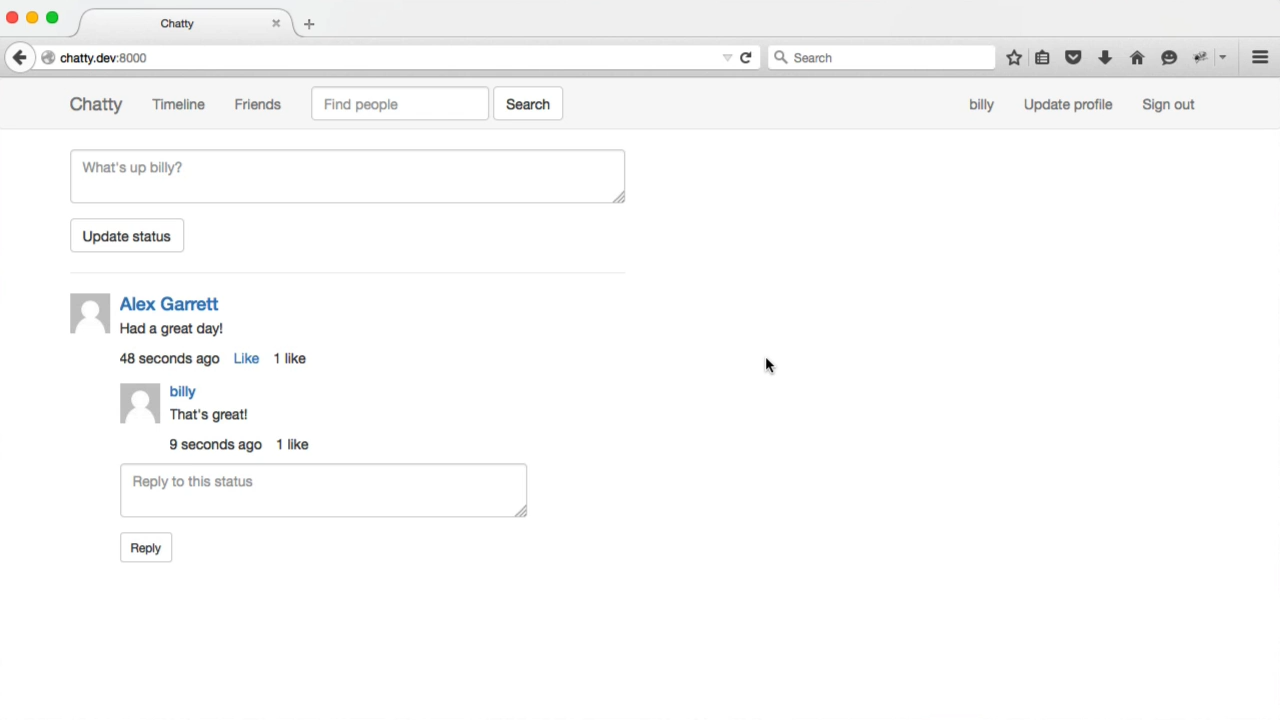 Chatty
chatty.dev:8000
Search
Chatty Timeline Friends Find people Search billy Update profile Sign out
What's up billy?
Update status
Alex Garrett
Had a great day!
48 seconds ago Like 1 like
billy
That's great!
9 seconds ago 1 like
Reply to this status
Reply